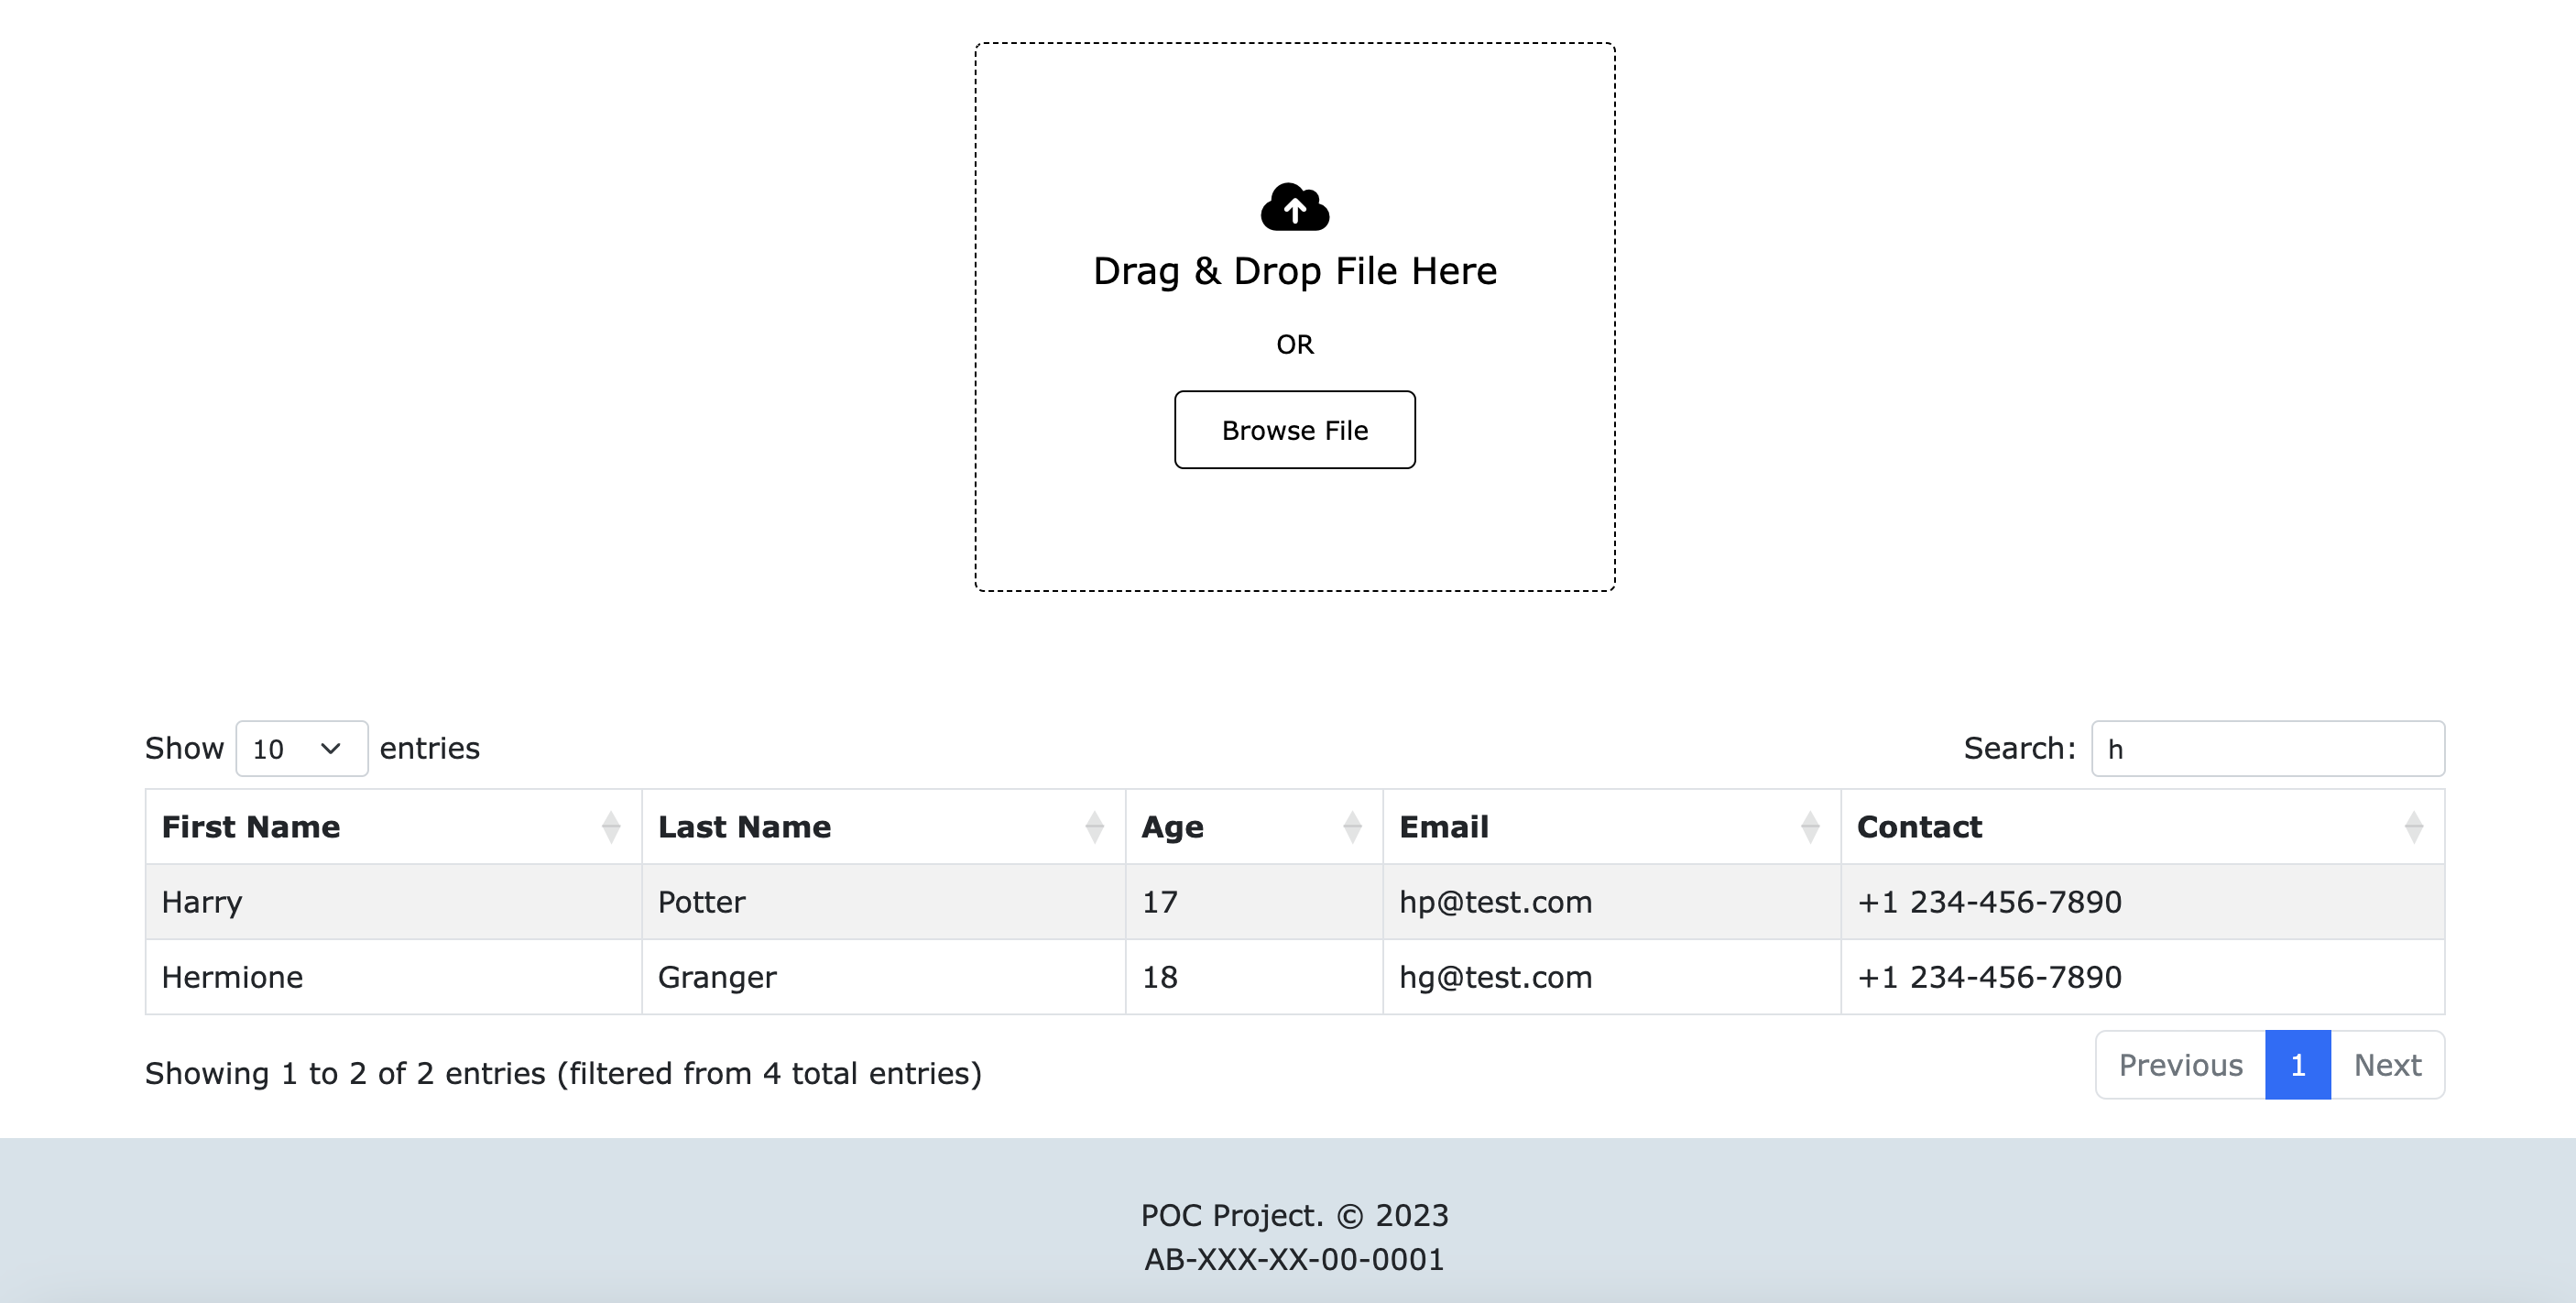 Drag & Drop File Here
OR
Browse File
Show 10 entries Search: h
First Name Last Name Age Email Contact
Harry Potter 17 hp@test.com +1 234-456-7890
Hermione Granger 18 hg@test.com +1 234-456-7890
Showing 1 to 2 of 2 entries (filtered from 4 total entries) Previous 1 Next
POC Project. © 2023
AB-XXX-XX-00-0001